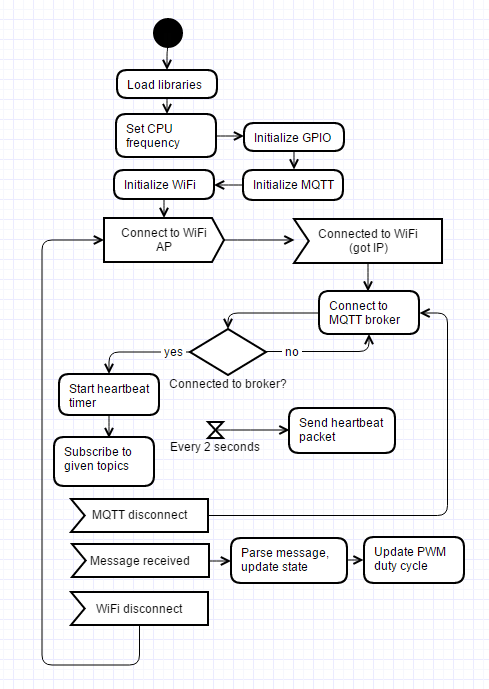 Load libraries
Set CPU
frequency
Initialize GPIO
Initialize WiFi
Initialize MQTT
Connect to WiFi
AP
Connected to WiFi
(got IP)
Connect to
MQTT broker
yes
no
Connected to broker?
Start heartbeat
timer
Subscribe to
given topics
Every 2 seconds
Send heartbeat
packet
MQTT disconnect
Message received
Parse message,
update state
Update PWM
duty cycle
WiFi disconnect